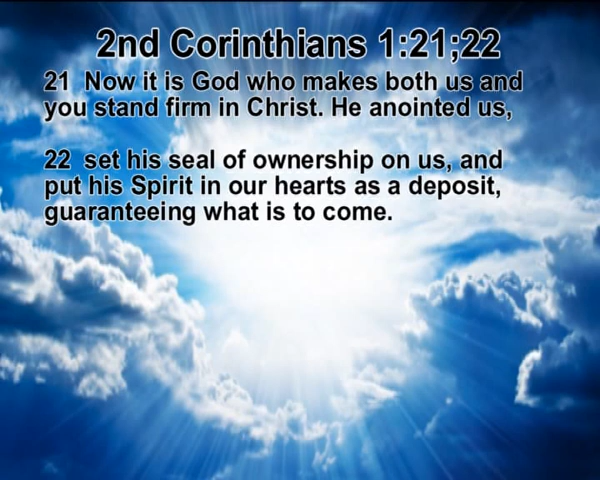 2nd Corinthians 1:21;22
21 Now it is God who makes both us and
you stand firm in Christ. He anointed us,
22 set his seal of ownership on us, and
put his Spirit in our hearts as a deposit,
guaranteeing what is to come.